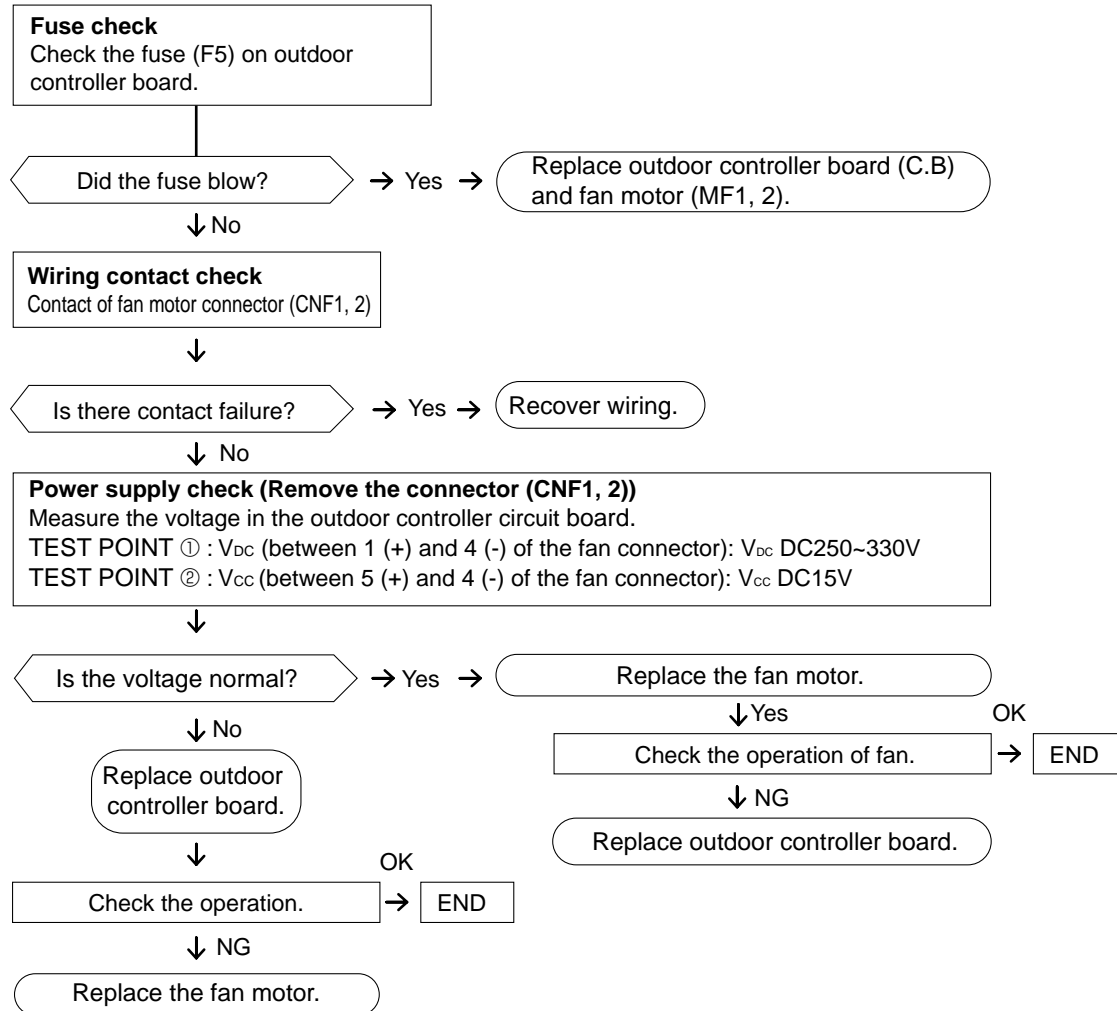 Fuse check
Check the fuse (F5) on outdoor
controller board.
Did the fuse blow?
Yes
Replace outdoor controller board (C.B)
and fan motor (MF1, 2).
No
Wiring contact check
Contact of fan motor connector (CNF1, 2)
Is there contact failure?
Yes
Recover wiring.
No
Power supply check (Remove the connector (CNF1, 2))
Measure the voltage in the outdoor controller circuit board.
TEST POINT ① : VDC (between 1 (+) and 4 (-) of the fan connector): VDC DC250~330V
TEST POINT ② : VCC (between 5 (+) and 4 (-) of the fan connector): VCC DC15V
Is the voltage normal?
Yes
Replace the fan motor.
Yes
Check the operation of fan.
OK
END
NG
Replace outdoor controller board.
No
Replace outdoor
controller board.
Check the operation.
OK
END
NG
Replace the fan motor.